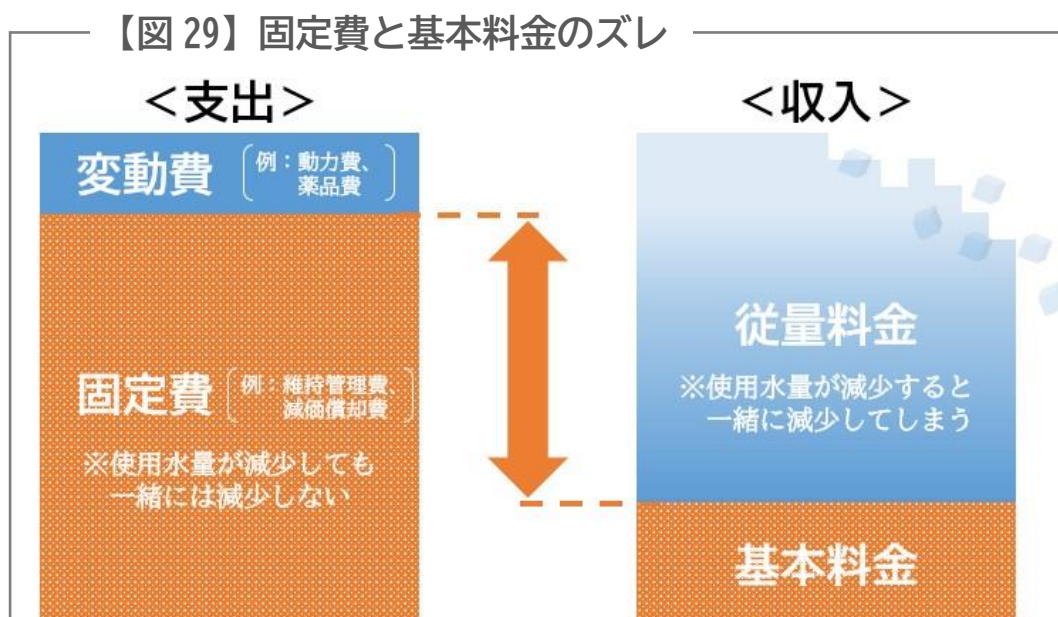 【図 29】固定費と基本料金のズレ
＜支出＞
変動費
例：動力費、
薬品費
固定費
例：維持管理費、
減価償却費
※使用水量が減少しても
一緒には減少しない
＜収入＞
従量料金
※使用水量が減少すると
一緒に減少してしまう
基本料金